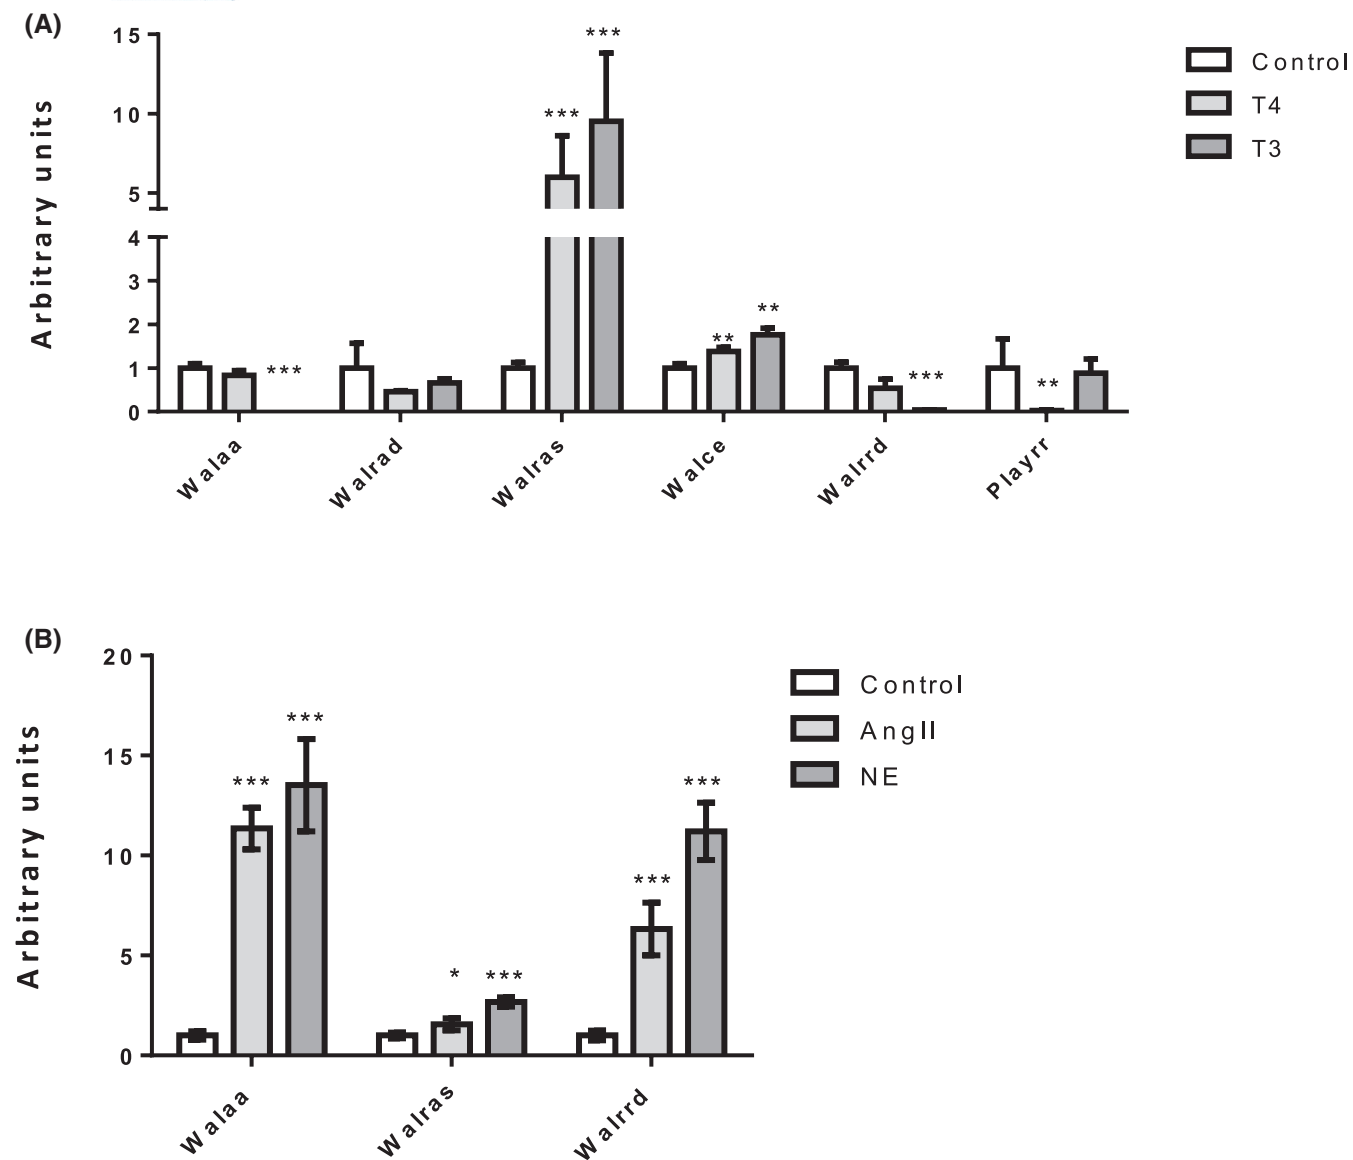 (A)
Arbitrary units
15
10
5
4
3
2
1
0
***
***
***
**
**
***
**
Walaa
Walrad
Walras
Walce
Walrrd
Playrr
Control
T4
T3
(B)
Arbitrary units
20
15
10
5
0
***
***
*
***
***
***
Walaa
Walras
Walrrd
Control
AngII
NE